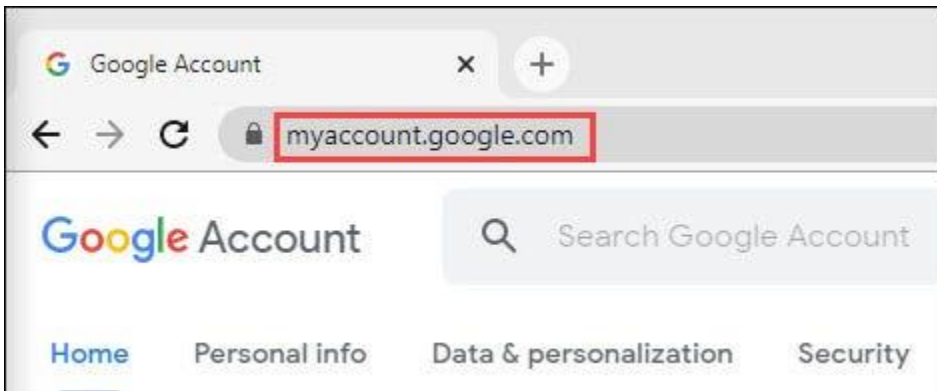 Google Account
myaccount.google.com
Google Account Search Google Account
Home Personal info Data & personalization Security